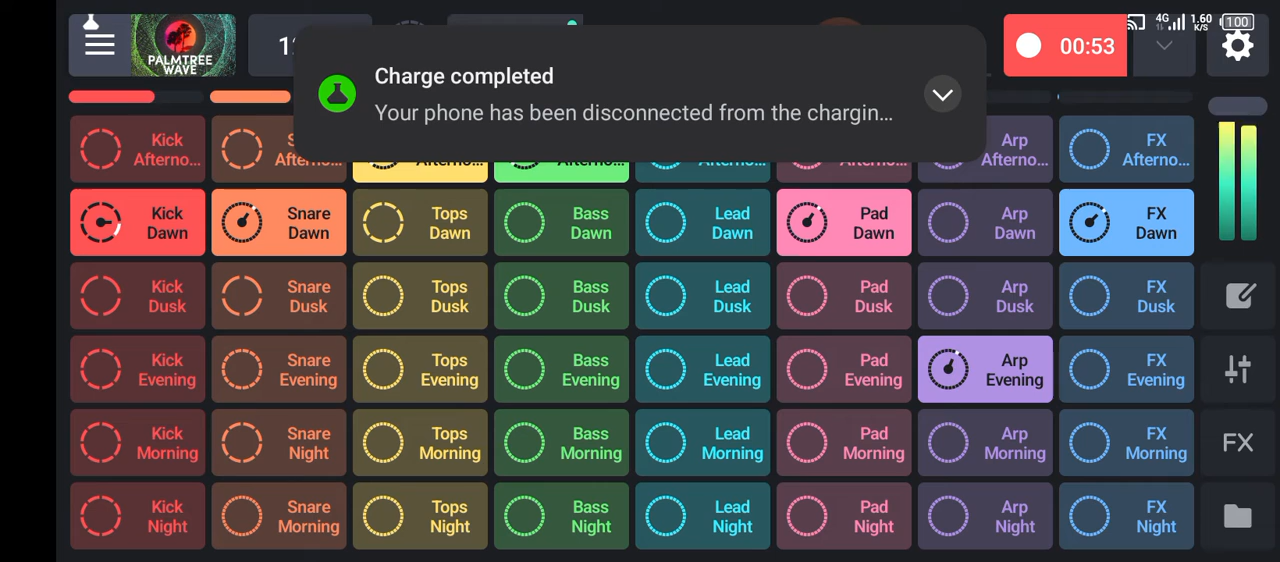 PALMTREE
WAVE
00:53
4G
1.60
K/S
100
Charge completed
Your phone has been disconnected from the chargin...
Kick
Afterno...
Afterno...
Arp
Afterno...
FX
Afterno...
Kick
Dawn
Snare
Dawn
Tops
Dawn
Bass
Dawn
Lead
Dawn
Pad
Dawn
Arp
Dawn
FX
Dawn
Kick
Dusk
Snare
Dusk
Tops
Dusk
Bass
Dusk
Lead
Dusk
Pad
Dusk
Arp
Dusk
FX
Dusk
Kick
Evening
Snare
Evening
Tops
Evening
Bass
Evening
Lead
Evening
Pad
Evening
Arp
Evening
FX
Evening
Kick
Morning
Snare
Night
Tops
Morning
Bass
Morning
Lead
Morning
Pad
Morning
Arp
Morning
FX
Morning
FX
Kick
Night
Snare
Morning
Tops
Night
Bass
Night
Lead
Night
Pad
Night
Arp
Night
FX
Night